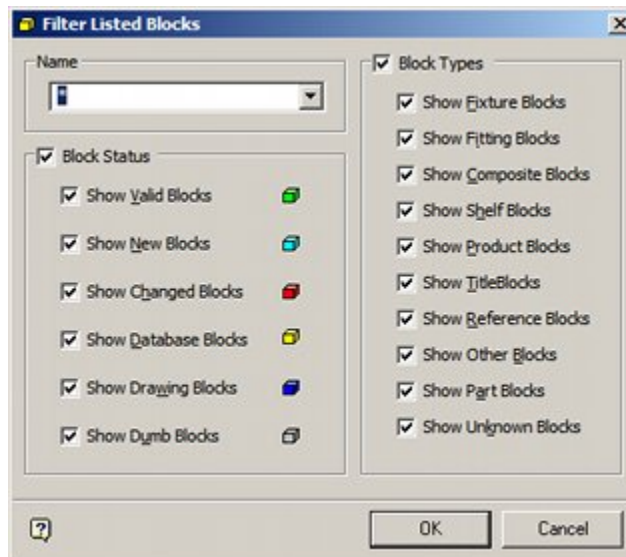 Filter Listed Blocks
Name
*
Block Status
Show Valid Blocks
Show New Blocks
Show Changed Blocks
Show Database Blocks
Show Drawing Blocks
Show Dumb Blocks
Block Types
Show Fixture Blocks
Show Fitting Blocks
Show Composite Blocks
Show Shelf Blocks
Show Product Blocks
Show TitleBlocks
Show Reference Blocks
Show Other Blocks
Show Part Blocks
Show Unknown Blocks
?
OK
Cancel